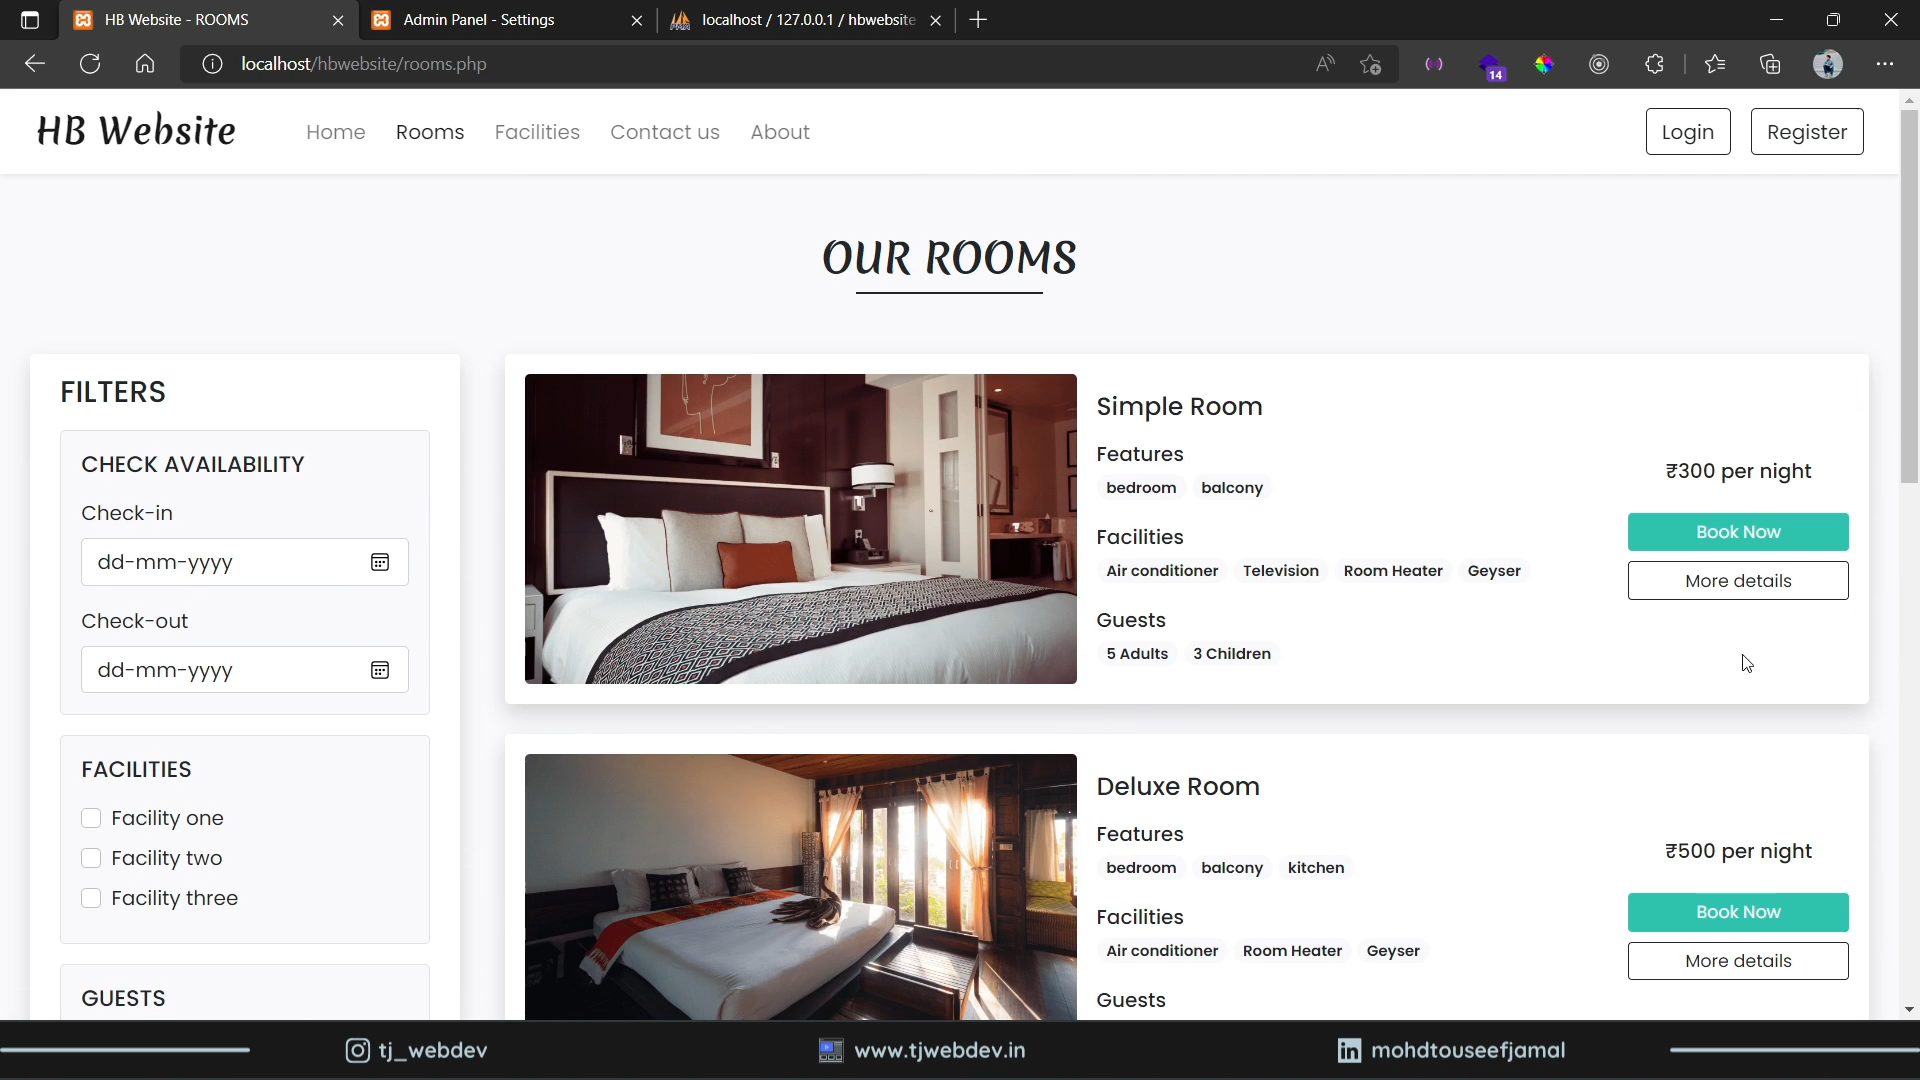 HB Website - ROOMS
Admin Panel - Settings
localhost / 127.0.0.1 / hbwebsite
localhost/hbwebsite/rooms.php
14
HB Website
Home
Rooms
Facilities
Contact us
About
Login
Register
OUR ROOMS
FILTERS
CHECK AVAILABILITY
Check-in
dd-mm-yyyy
Check-out
dd-mm-yyyy
FACILITIES
Facility one
Facility two
Facility three
GUESTS
Simple Room
Features
bedroom balcony
Facilities
Air conditioner Television Room Heater Geyser
Guests
5 Adults 3 Children
₹300 per night
Book Now
More details
Deluxe Room
Features
bedroom balcony kitchen
Facilities
Air conditioner Room Heater Geyser
Guests
₹500 per night
Book Now
More details
tj_webdev
www.tjwebdev.in
mohdtouseefjamal